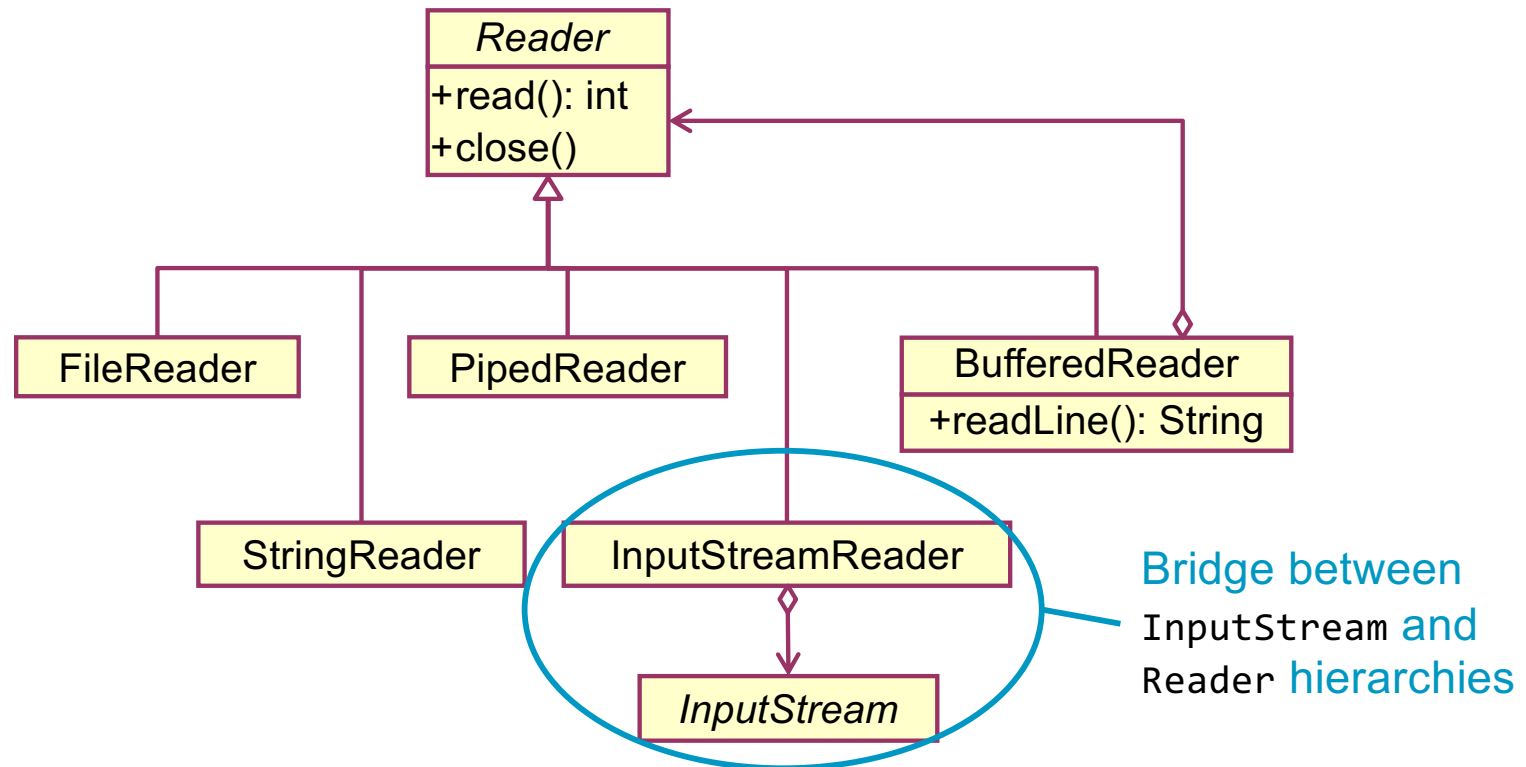 Reader
+read(): int
+close()
FileReader
PipedReader
BufferedReader
+readLine(): String
StringReader
InputStreamReader
InputStream
Bridge between
InputStream and
Reader hierarchies